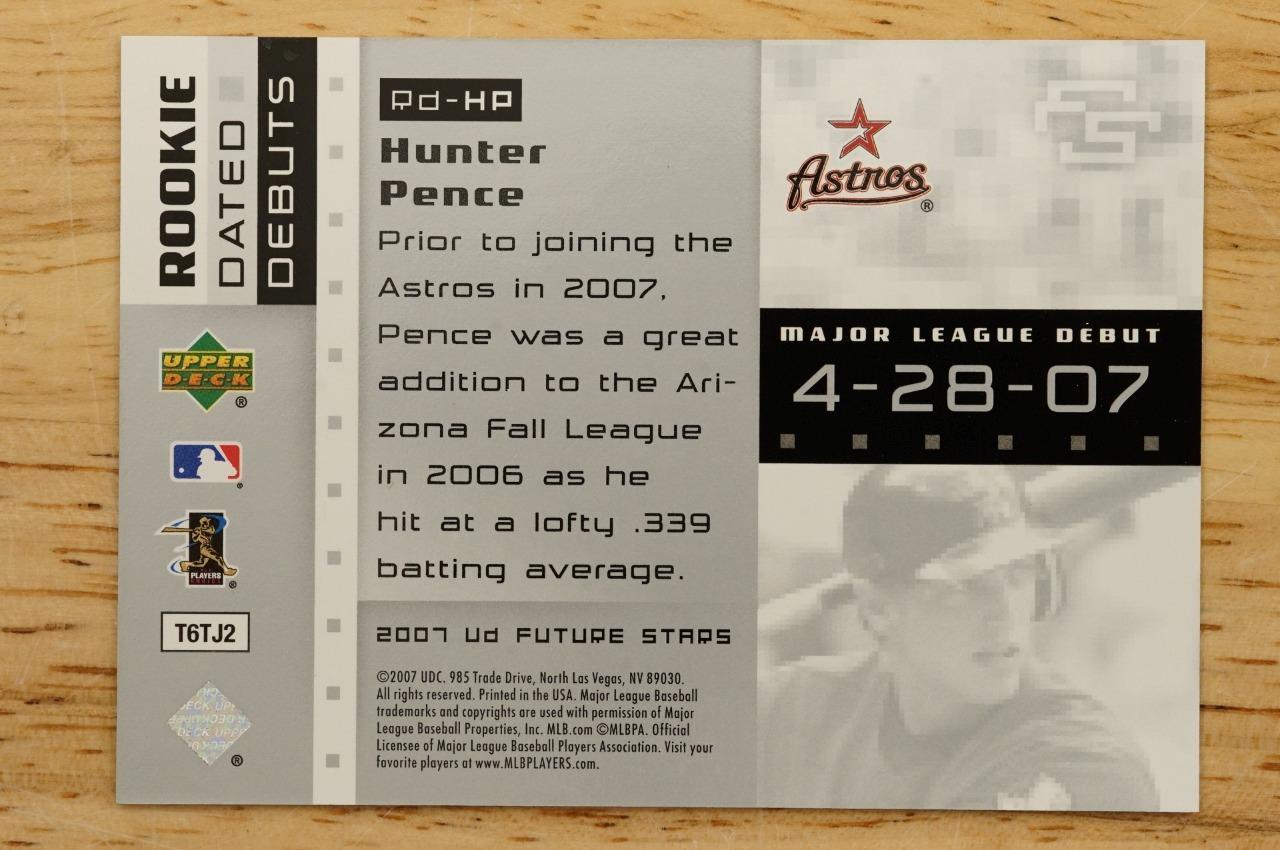 ROOKIE
DATED
DEBUTS
UPPER
D·E·C·K
®
PLAYERS
CHOICE
®
T6TJ2
®
Rd-HP
Hunter
Pence
Prior to joining the
Astros in 2007,
Pence was a great
addition to the Ari-
zona Fall League
in 2006 as he
hit at a lofty .339
batting average.
2007 Ud FUTURE STARS
©2007 UDC. 985 Trade Drive, North Las Vegas, NV 89030.
All rights reserved. Printed in the USA. Major League Baseball
trademarks and copyrights are used with permission of Major
League Baseball Properties, Inc. MLB.com ©MLBPA. Official
Licensee of Major League Baseball Players Association. Visit your
favorite players at www.MLBPLAYERS.com.
Astros
®
FS
MAJOR LEAGUE DEBUT
4-28-07